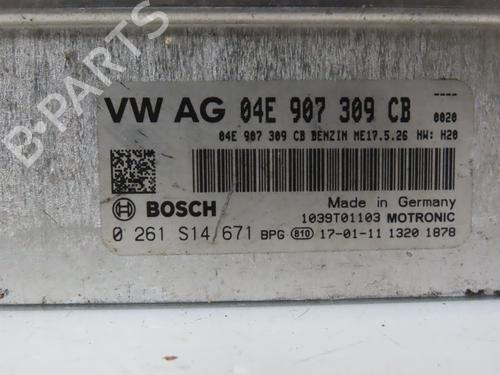 VW AG 04E 907 309 CB ---- 0020
04E 907 309 CB BENZIN ME17.5.26 HW: H20
BOSCH Made in Germany
1039T01103 MOTRONIC
0 261 S14 671 BPG 810 17-01-11 1320 1878
B-PARTS